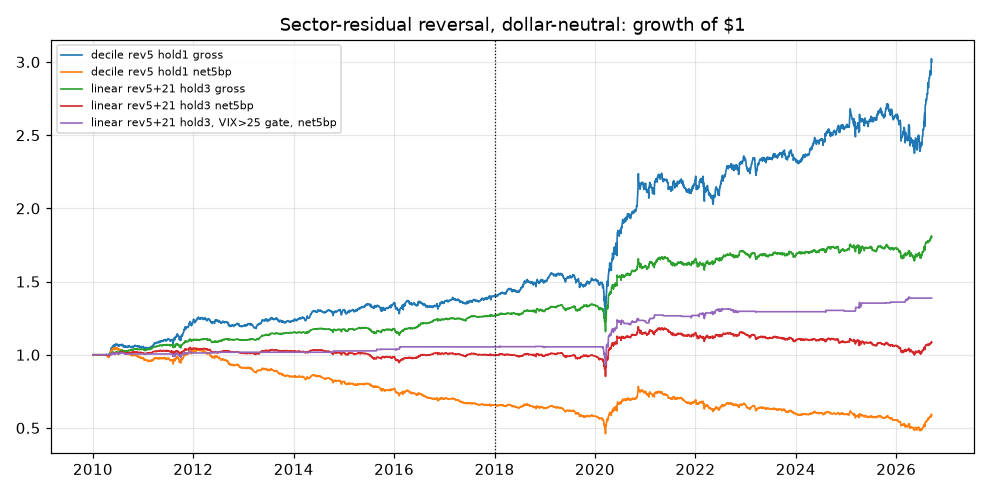 Sector-residual reversal, dollar-neutral: growth of $1
decile rev5 hold1 gross
decile rev5 hold1 net5bp
linear rev5+21 hold3 gross
linear rev5+21 hold3 net5bp
linear rev5+21 hold3, VIX>25 gate, net5bp
3.0
2.5
2.0
1.5
1.0
0.5
2010 2012 2014 2016 2018 2020 2022 2024 2026